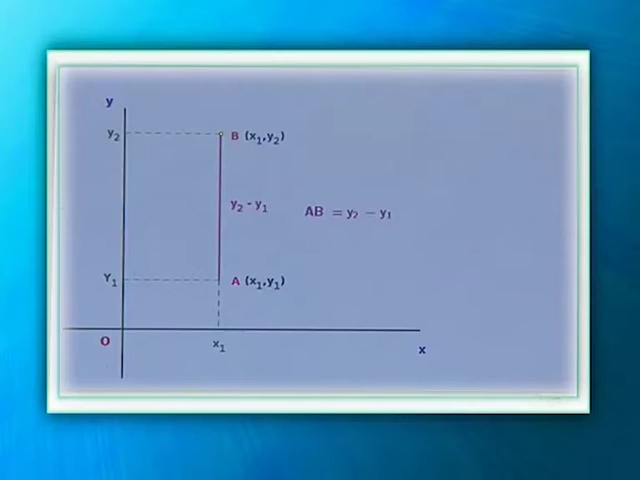 y
y₂
B (x₁,y₂)
y₂ - y₁
AB = y₂ – y₁
Y₁
A (x₁,y₁)
O
x₁
x